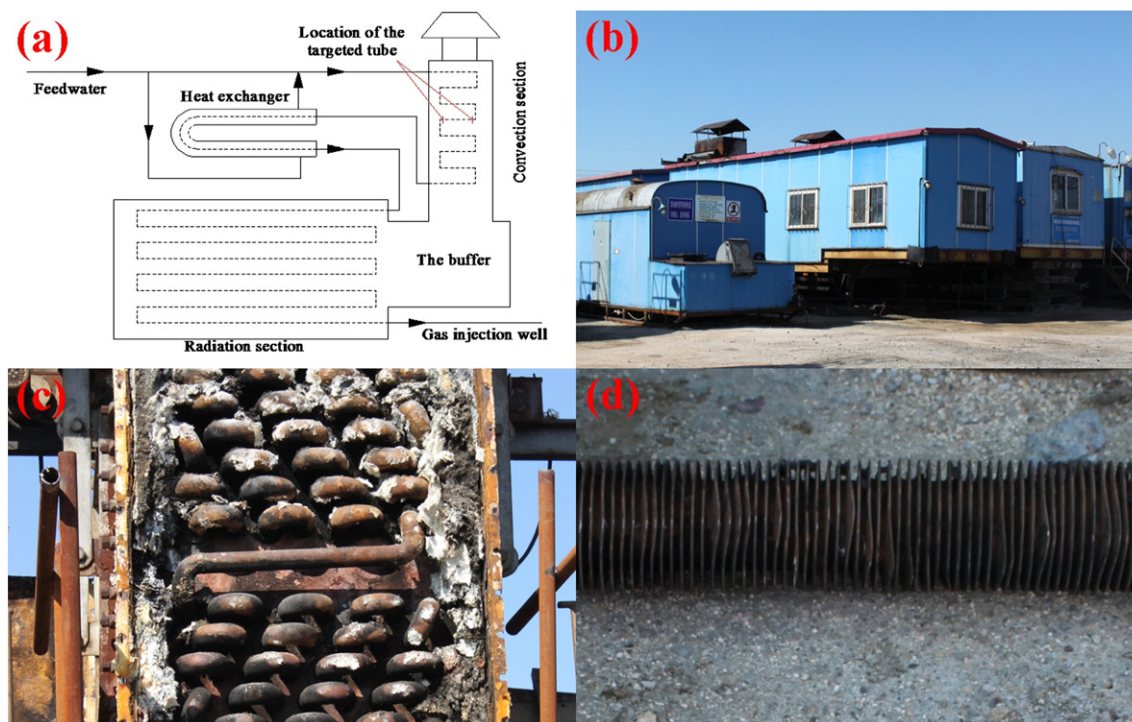 (a)
Location of the
targeted tube
Feedwater
Heat exchanger
Convection section
The buffer
Gas injection well
Radiation section
(b)
(c)
(d)